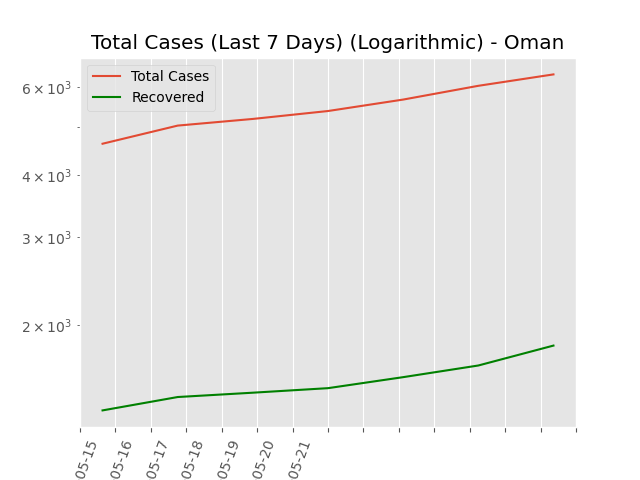 Total Cases (Last 7 Days) (Logarithmic) - Oman
Total Cases
Recovered
6 × 10³
4 × 10³
3 × 10³
2 × 10³
05-15
05-16
05-17
05-18
05-19
05-20
05-21